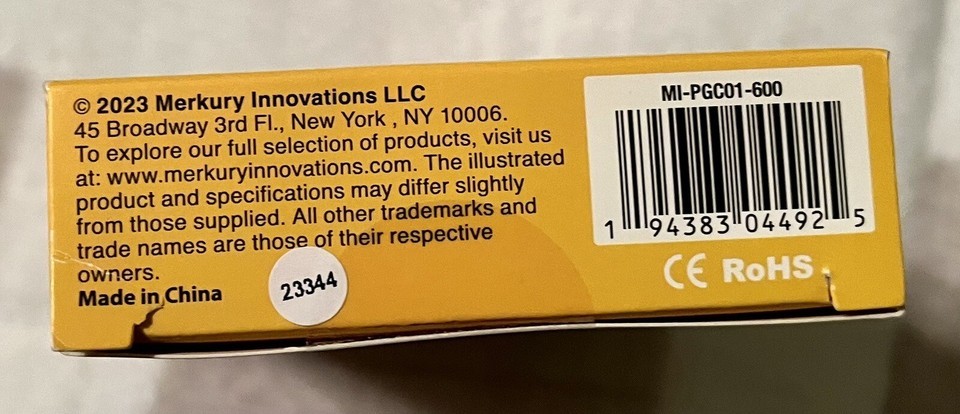 © 2023 Merkury Innovations LLC
45 Broadway 3rd Fl., New York , NY 10006.
To explore our full selection of products, visit us
at: www.merkuryinnovations.com. The illustrated
product and specifications may differ slightly
from those supplied. All other trademarks and
trade names are those of their respective
owners.
Made in China
23344
MI-PGC01-600
1 94383 04492 5
CE RoHS